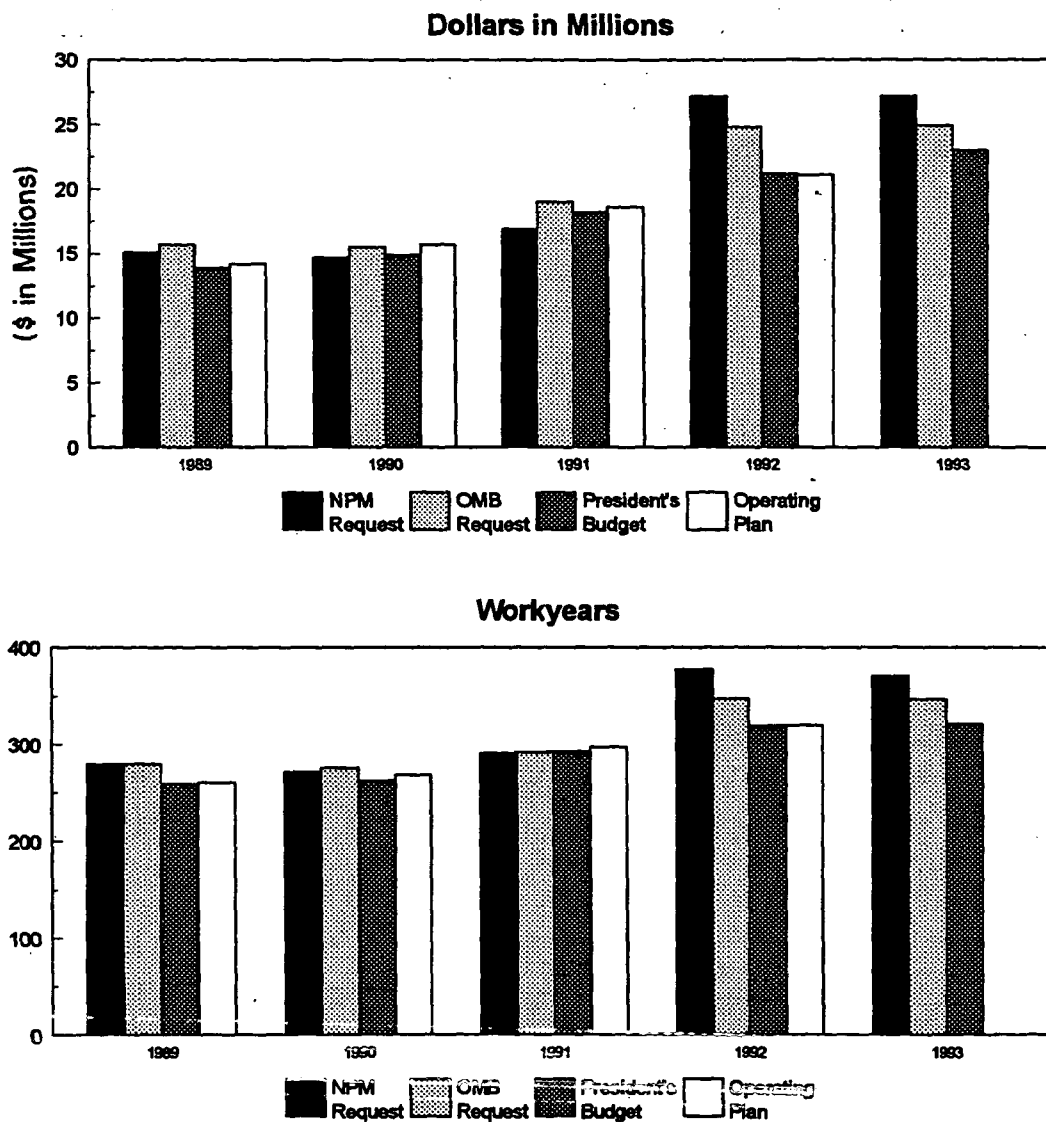 Dollars in Millions
30
25
20
15
10
5
0
($ in Millions)
1989
1990
1991
1992
1993
NPM Request
OMB Request
President's Budget
Operating Plan
Workyears
400
300
200
100
0
1989
1990
1991
1992
1993
NPM Request
OMB Request
President's Budget
Operating Plan